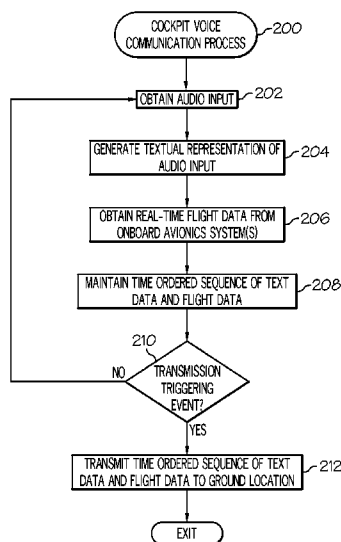 COCKPIT VOICE
COMMUNICATION PROCESS
200
OBTAIN AUDIO INPUT
202
GENERATE TEXTUAL REPRESENTATION OF
AUDIO INPUT
204
OBTAIN REAL-TIME FLIGHT DATA FROM
ONBOARD AVIONICS SYSTEM(S)
206
MAINTAIN TIME ORDERED SEQUENCE OF TEXT
DATA AND FLIGHT DATA
208
210
NO
TRANSMISSION
TRIGGERING
EVENT?
YES
TRANSMIT TIME ORDERED SEQUENCE OF TEXT
DATA AND FLIGHT DATA TO GROUND LOCATION
212
EXIT